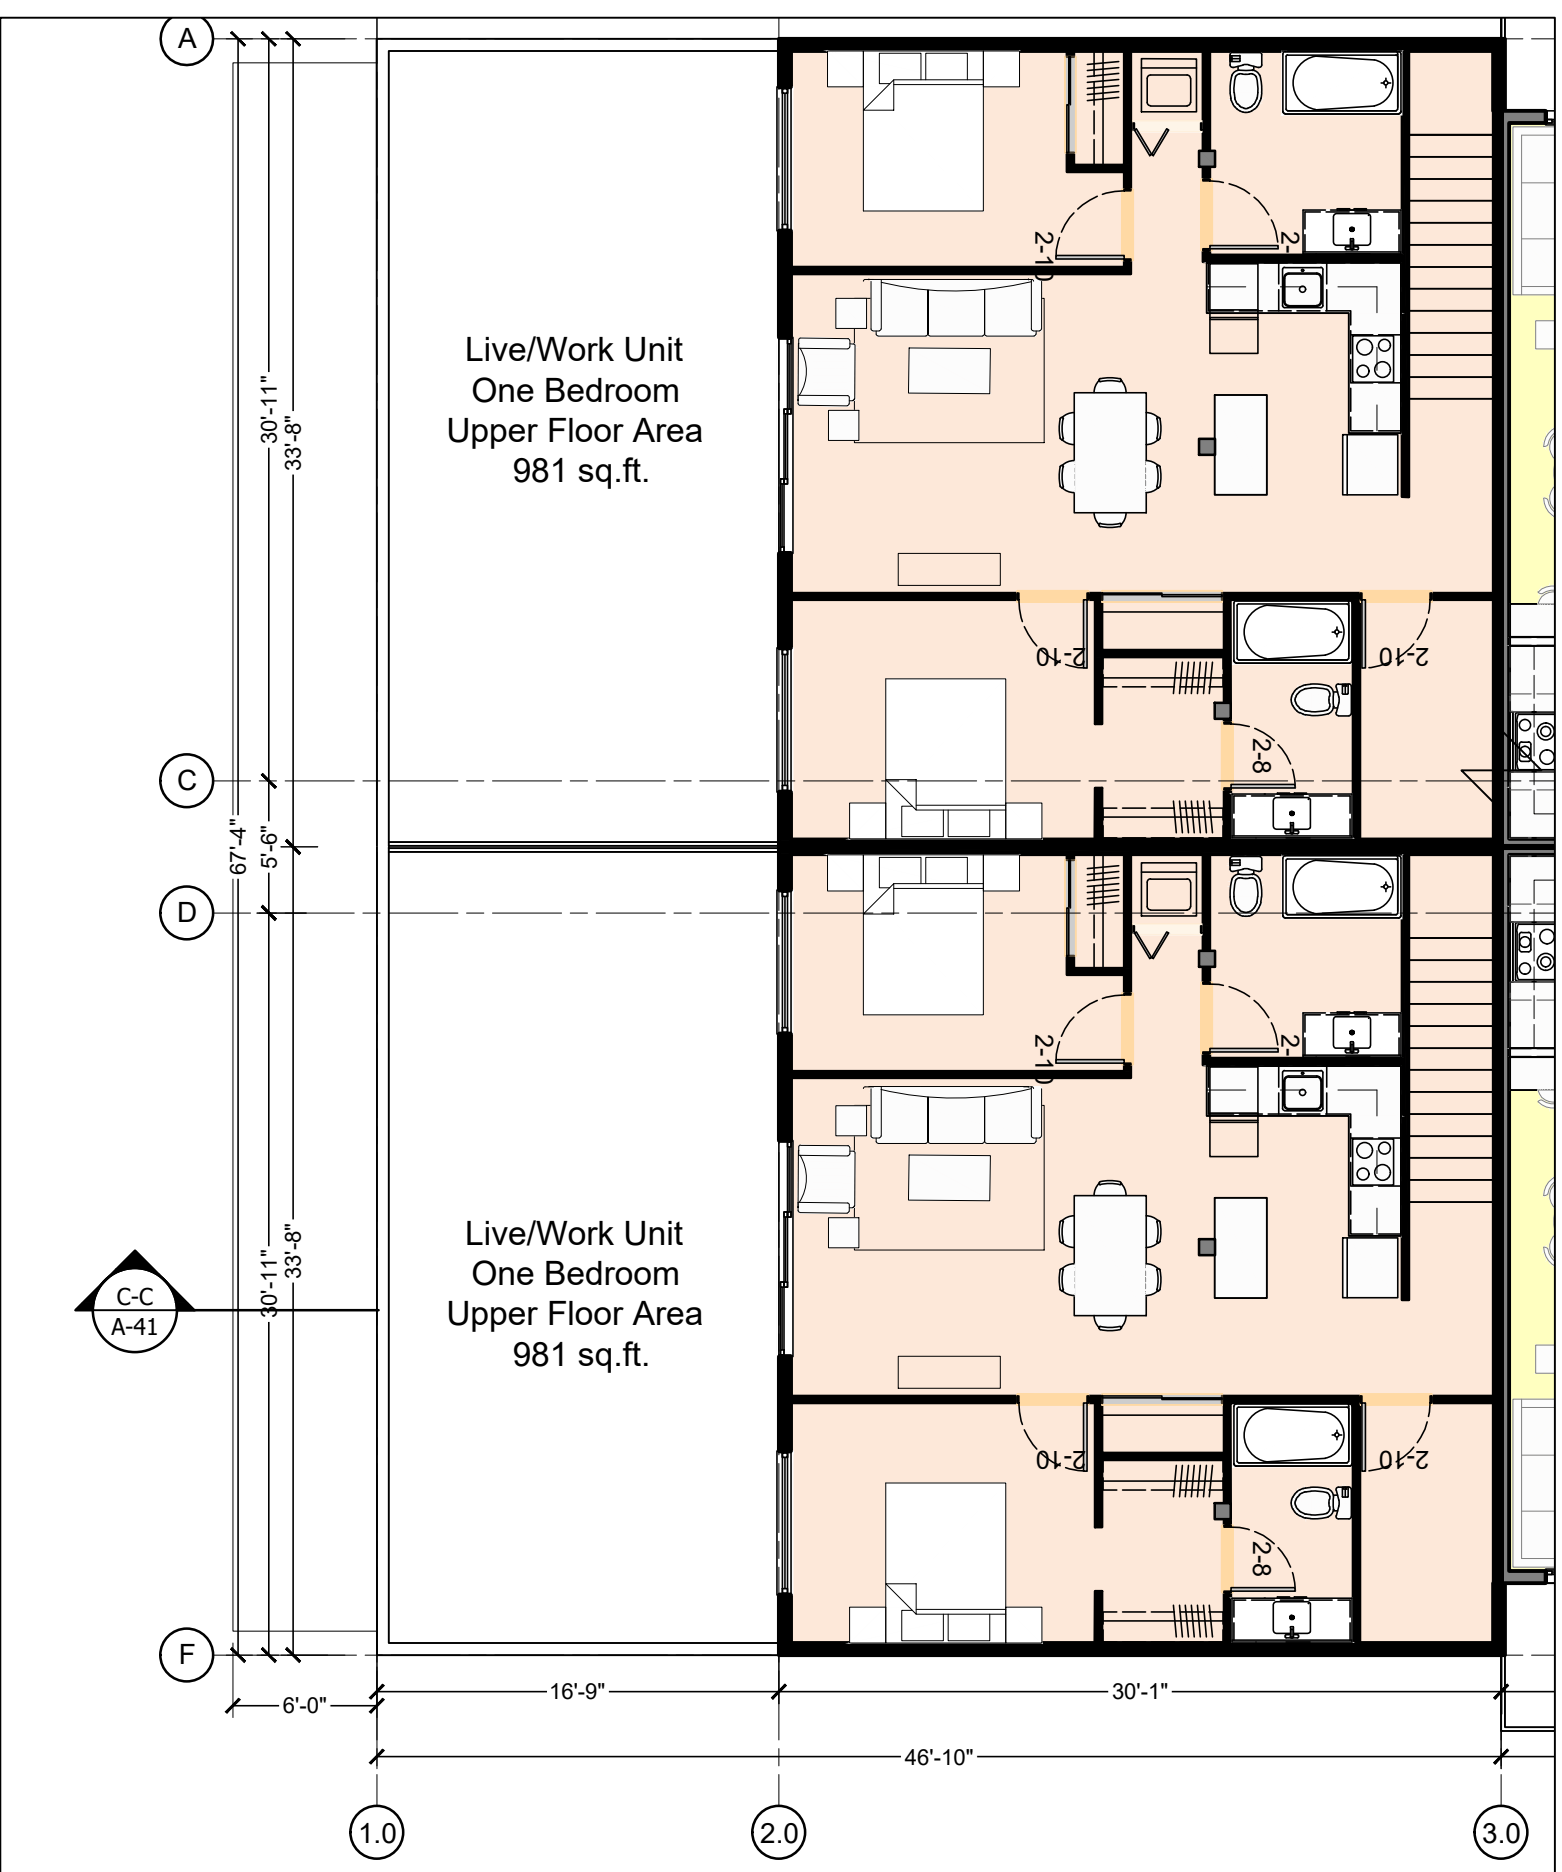 A
30'-11"
33'-8"
Live/Work Unit
One Bedroom
Upper Floor Area
981 sq.ft.
2-10
2-
2-10
2-10
2-8
C
67'-4"
5'-6"
D
2-10
2-
30'-11"
33'-8"
Live/Work Unit
One Bedroom
Upper Floor Area
981 sq.ft.
C-C
A-41
2-10
2-10
2-8
F
6'-0"
16'-9"
30'-1"
46'-10"
1.0
2.0
3.0